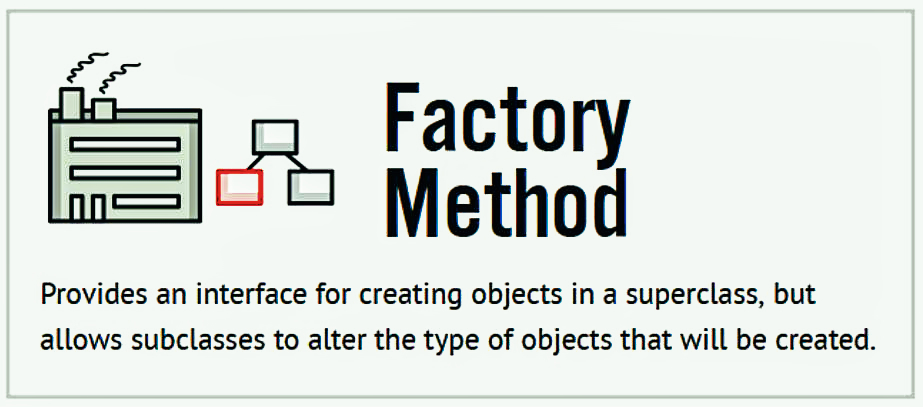 Factory
Method
Provides an interface for creating objects in a superclass, but
allows subclasses to alter the type of objects that will be created.